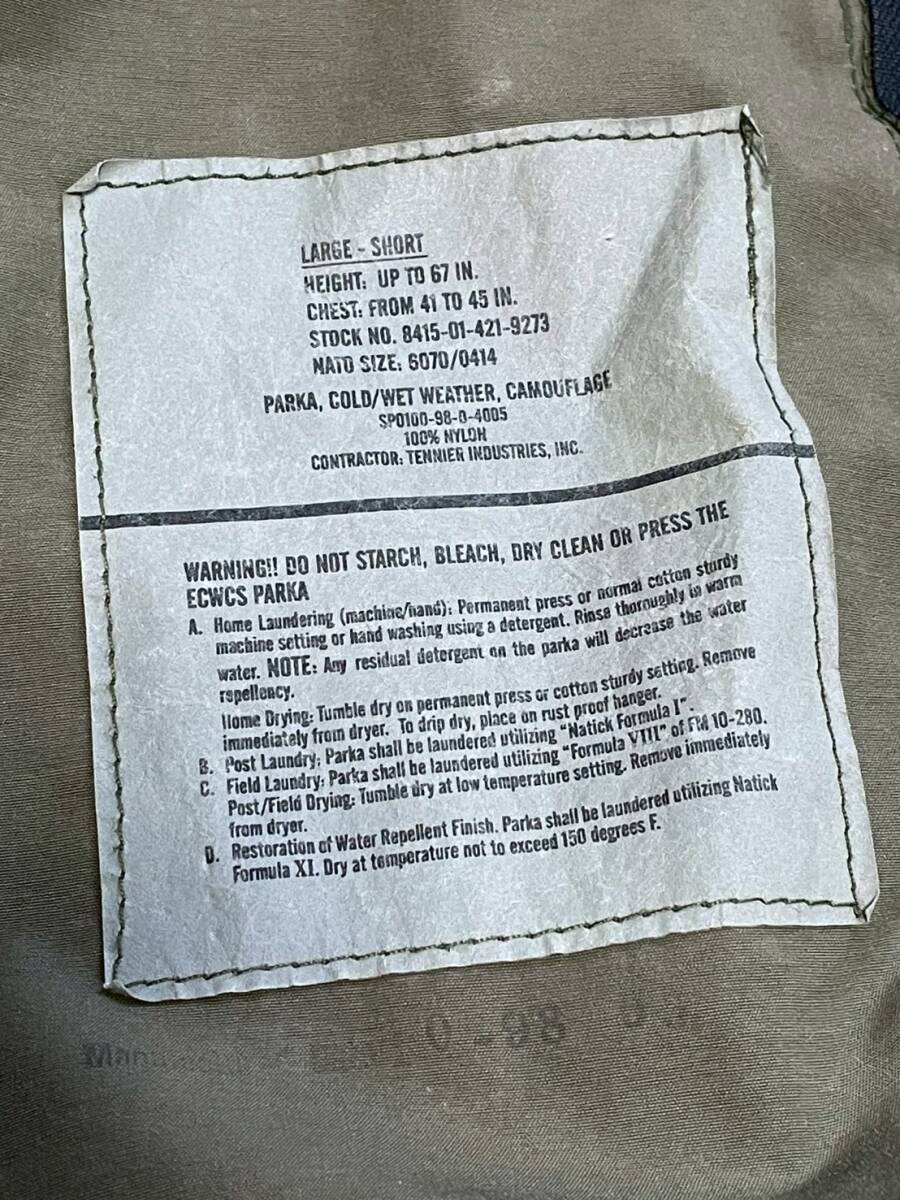 LARGE - SHORT
HEIGHT: UP TO 67 IN.
CHEST: FROM 41 TO 45 IN.
STOCK NO. 8415-01-421-9273
NATO SIZE: 6070/0414
PARKA, COLD/WET WEATHER, CAMOUFLAGE
SP0100-98-D-4005
100% NYLON
CONTRACTOR: TENNIER INDUSTRIES, INC.
WARNING!! DO NOT STARCH, BLEACH, DRY CLEAN OR PRESS THE
ECWCS PARKA
A. Home Laundering (machine/hand): Permanent press or normal cotton sturdy
machine setting or hand washing using a detergent. Rinse thoroughly in warm
water. NOTE: Any residual detergent on the parka will decrease the water
repellency.
Home Drying: Tumble dry on permanent press or cotton sturdy setting. Remove
immediately from dryer. To drip dry, place on rust proof hanger.
B. Post Laundry: Parka shall be laundered utilizing "Natick Formula I".
C. Field Laundry: Parka shall be laundered utilizing "Formula VIII" of FM 10-280.
Post/Field Drying: Tumble dry at low temperature setting. Remove immediately
from dryer.
D. Restoration of Water Repellent Finish. Parka shall be laundered utilizing Natick
Formula XI. Dry at temperature not to exceed 150 degrees F.
0-98